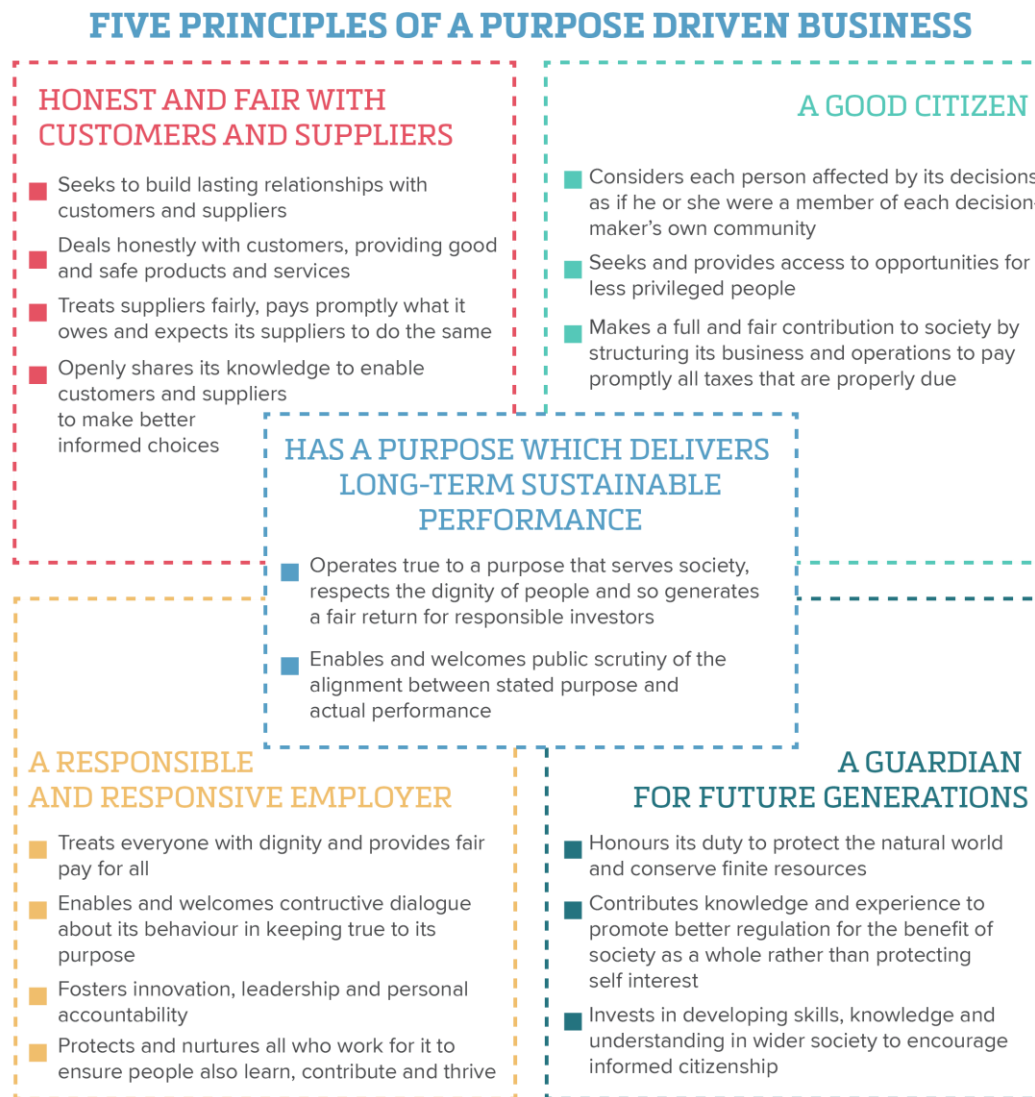 FIVE PRINCIPLES OF A PURPOSE DRIVEN BUSINESS
HONEST AND FAIR WITH
CUSTOMERS AND SUPPLIERS
Seeks to build lasting relationships with
customers and suppliers
Deals honestly with customers, providing good
and safe products and services
Treats suppliers fairly, pays promptly what it
owes and expects its suppliers to do the same
Openly shares its knowledge to enable
customers and suppliers
to make better
informed choices
A GOOD CITIZEN
Considers each person affected by its decisions
as if he or she were a member of each decision-
maker's own community
Seeks and provides access to opportunities for
less privileged people
Makes a full and fair contribution to society by
structuring its business and operations to pay
promptly all taxes that are properly due
HAS A PURPOSE WHICH DELIVERS
LONG-TERM SUSTAINABLE
PERFORMANCE
Operates true to a purpose that serves society,
respects the dignity of people and so generates
a fair return for responsible investors
Enables and welcomes public scrutiny of the
alignment between stated purpose and
actual performance
A RESPONSIBLE
AND RESPONSIVE EMPLOYER
Treats everyone with dignity and provides fair
pay for all
Enables and welcomes contructive dialogue
about its behaviour in keeping true to its
purpose
Fosters innovation, leadership and personal
accountability
Protects and nurtures all who work for it to
ensure people also learn, contribute and thrive
A GUARDIAN
FOR FUTURE GENERATIONS
Honours its duty to protect the natural world
and conserve finite resources
Contributes knowledge and experience to
promote better regulation for the benefit of
society as a whole rather than protecting
self interest
Invests in developing skills, knowledge and
understanding in wider society to encourage
informed citizenship